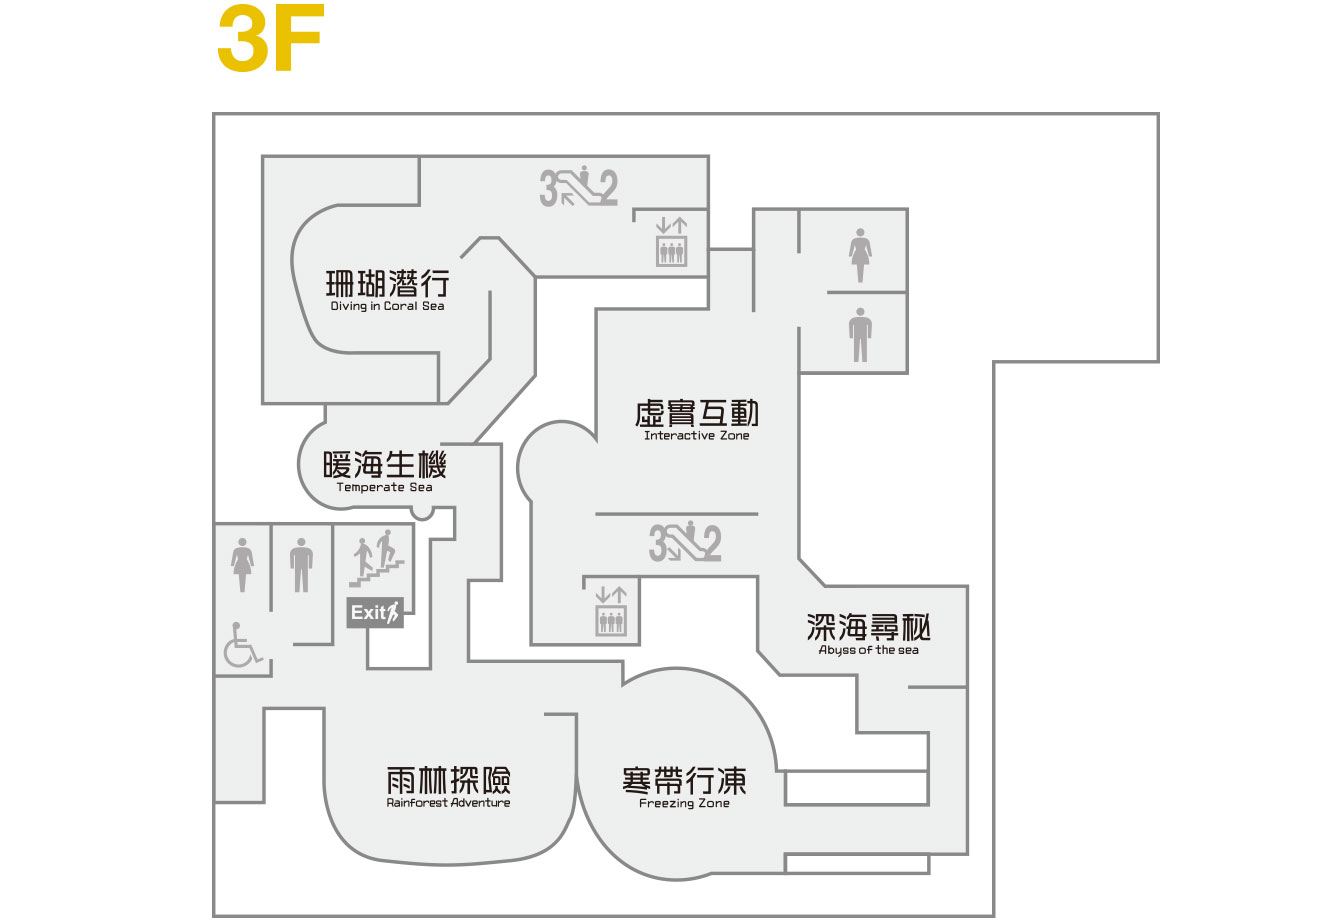 3F
3 2
珊瑚潛行
Diving in Coral Sea
虛實互動
Interactive Zone
暖海生機
Temperate Sea
3 2
Exit
深海尋秘
Abyss of the sea
雨林探險
Rainforest Adventure
寒帶行凍
Freezing Zone